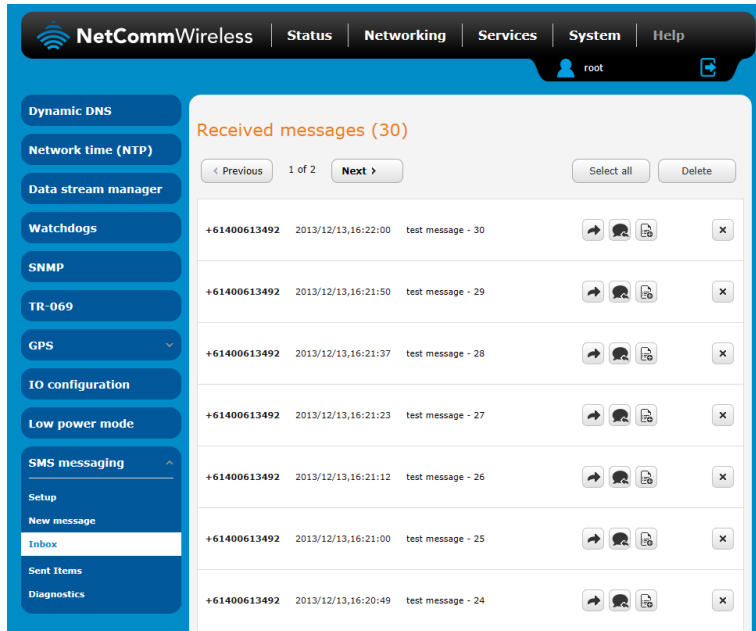 NetCommWireless Status Networking Services System Help
root
Dynamic DNS
Network time (NTP)
Data stream manager
Watchdogs
SNMP
TR-069
GPS
IO configuration
Low power mode
SMS messaging
Setup
New message
Inbox
Sent Items
Diagnostics
Received messages (30)
‹ Previous 1 of 2 Next › Select all Delete
+61400613492 2013/12/13,16:22:00 test message - 30
+61400613492 2013/12/13,16:21:50 test message - 29
+61400613492 2013/12/13,16:21:37 test message - 28
+61400613492 2013/12/13,16:21:23 test message - 27
+61400613492 2013/12/13,16:21:12 test message - 26
+61400613492 2013/12/13,16:21:00 test message - 25
+61400613492 2013/12/13,16:20:49 test message - 24